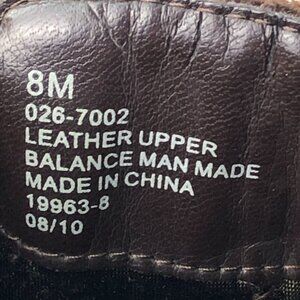 8M
026-7002
LEATHER UPPER
BALANCE MAN MADE
MADE IN CHINA
19963-8
08/10